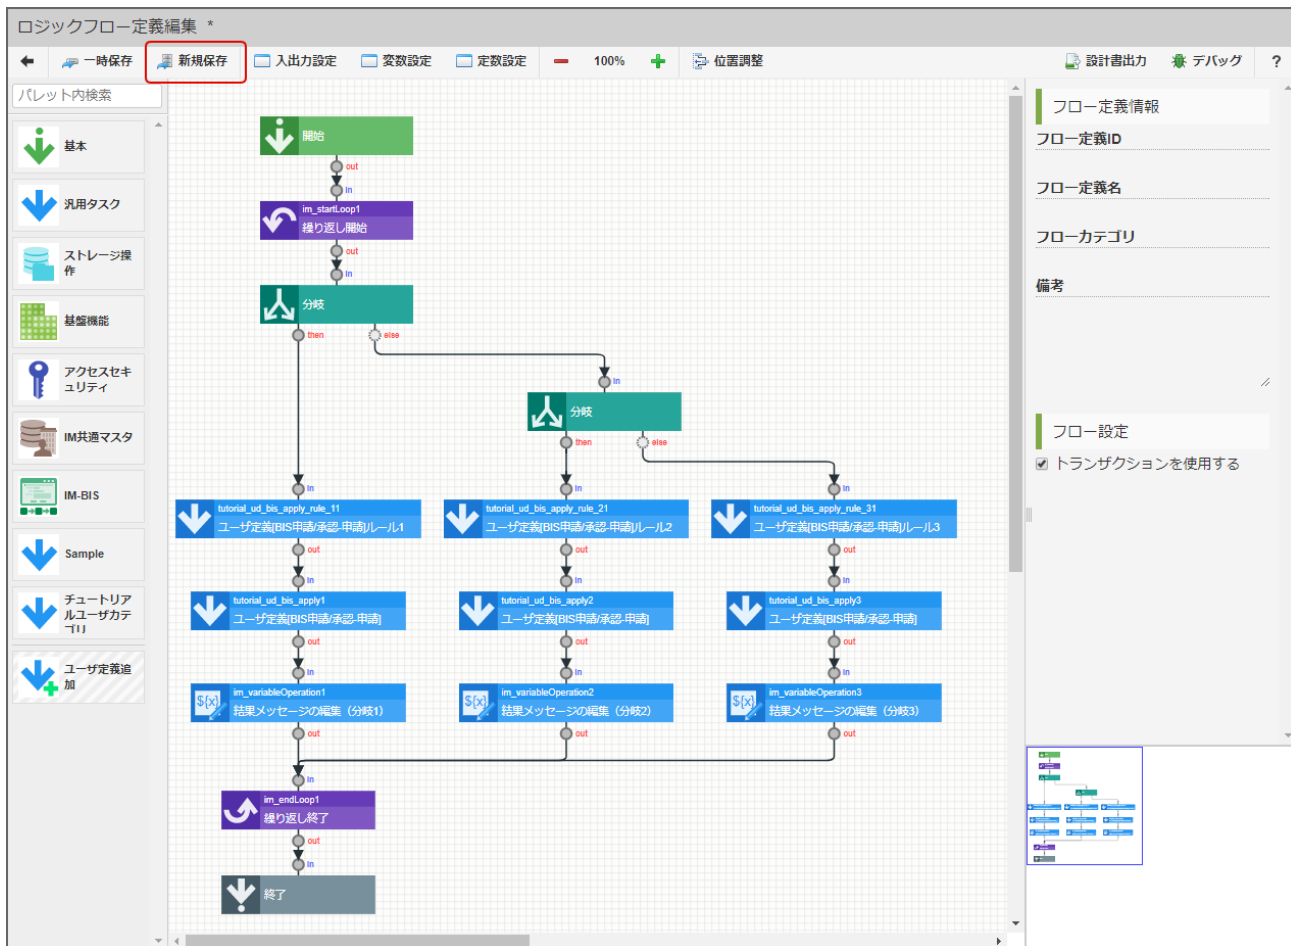 ロジックフロー定義編集 *
一時保存 新規保存 入出力設定 変数設定 定数設定 100% 位置調整 設計書出力 デバッグ ?
パレット内検索
基本
汎用タスク
ストレージ操
作
基盤機能
アクセスセキ
ュリティ
IM共通マスタ
IM-BIS
Sample
チュートリア
ルユーザカテ
ゴリ
ユーザ定義追
加
開始
out
in
im_startLoop1
繰り返し開始
out
in
分岐
then else
in
分岐
then else
in in in
tutorial_ud_bis_apply_rule_11 tutorial_ud_bis_apply_rule_21 tutorial_ud_bis_apply_rule_31
ユーザ定義[BIS申請/承認-申請]ルール1 ユーザ定義[BIS申請/承認-申請]ルール2 ユーザ定義[BIS申請/承認-申請]ルール3
out out out
in in in
tutorial_ud_bis_apply1 tutorial_ud_bis_apply2 tutorial_ud_bis_apply3
ユーザ定義[BIS申請/承認-申請] ユーザ定義[BIS申請/承認-申請] ユーザ定義[BIS申請/承認-申請]
out out out
in in in
${x} im_variableOperation1 ${x} im_variableOperation2 ${x} im_variableOperation3
結果メッセージの編集（分岐1） 結果メッセージの編集（分岐2） 結果メッセージの編集（分岐3）
out out out
in
im_endLoop1
繰り返し終了
out
in
終了
フロー定義情報
フロー定義ID
フロー定義名
フローカテゴリ
備考
フロー設定
トランザクションを使用する